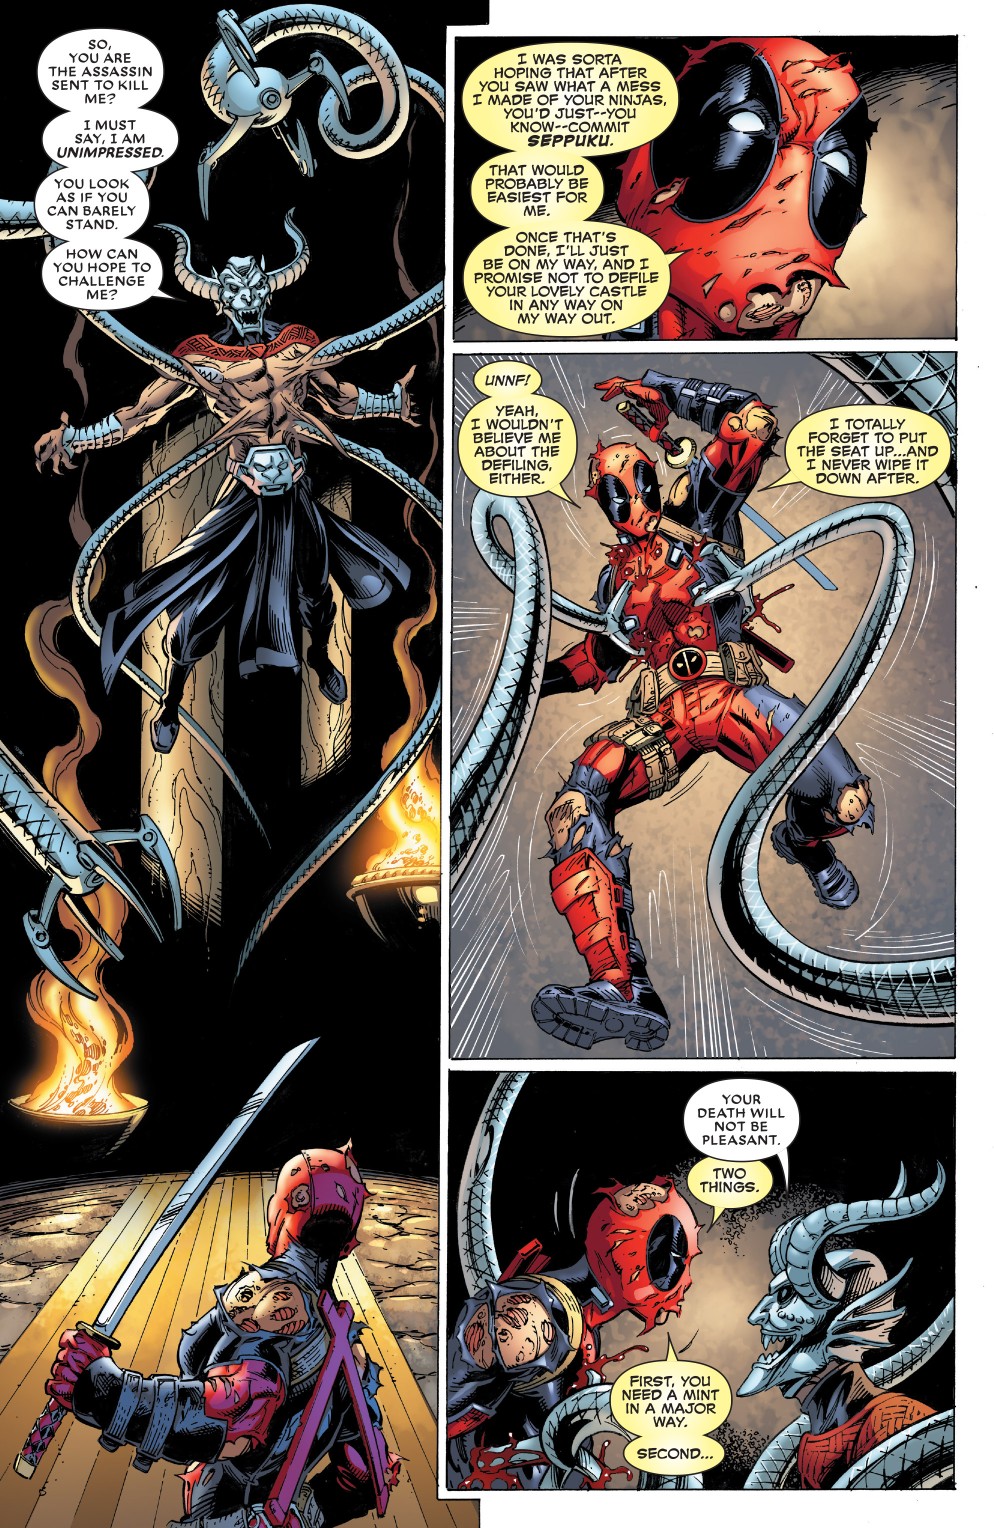 SO,
YOU ARE
THE ASSASSIN
SENT TO KILL
ME?
I MUST
SAY, I AM
UNIMPRESSED.
YOU LOOK
AS IF YOU
CAN BARELY
STAND.
HOW CAN
YOU HOPE TO
CHALLENGE
ME?
I WAS SORTA
HOPING THAT AFTER
YOU SAW WHAT A MESS
I MADE OF YOUR NINJAS,
YOU'D JUST--YOU
KNOW--COMMIT
SEPPUKU.
THAT WOULD
PROBABLY BE
EASIEST FOR
ME.
ONCE THAT'S
DONE, I'LL JUST
BE ON MY WAY, AND I
PROMISE NOT TO DEFILE
YOUR LOVELY CASTLE
IN ANY WAY ON
MY WAY OUT.
UNNF!
YEAH,
I WOULDN'T
BELIEVE ME
ABOUT THE
DEFILING,
EITHER.
I TOTALLY
FORGET TO PUT
THE SEAT UP...AND
I NEVER WIPE IT
DOWN AFTER.
YOUR
DEATH WILL
NOT BE
PLEASANT.
TWO
THINGS.
FIRST, YOU
NEED A MINT
IN A MAJOR
WAY.
SECOND...